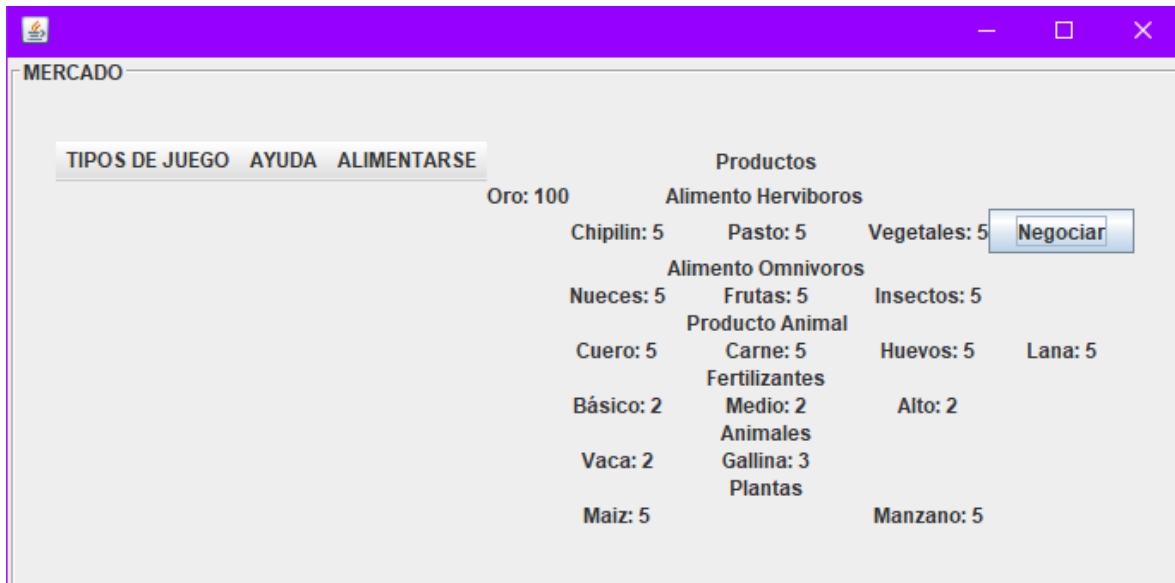 MERCADO
TIPOS DE JUEGO AYUDA ALIMENTARSE
Productos
Oro: 100 Alimento Herviboros
Chipilin: 5 Pasto: 5 Vegetales: 5 Negociar
Alimento Omnivoros
Nueces: 5 Frutas: 5 Insectos: 5
Producto Animal
Cuero: 5 Carne: 5 Huevos: 5 Lana: 5
Fertilizantes
Básico: 2 Medio: 2 Alto: 2
Animales
Vaca: 2 Gallina: 3
Plantas
Maiz: 5 Manzano: 5